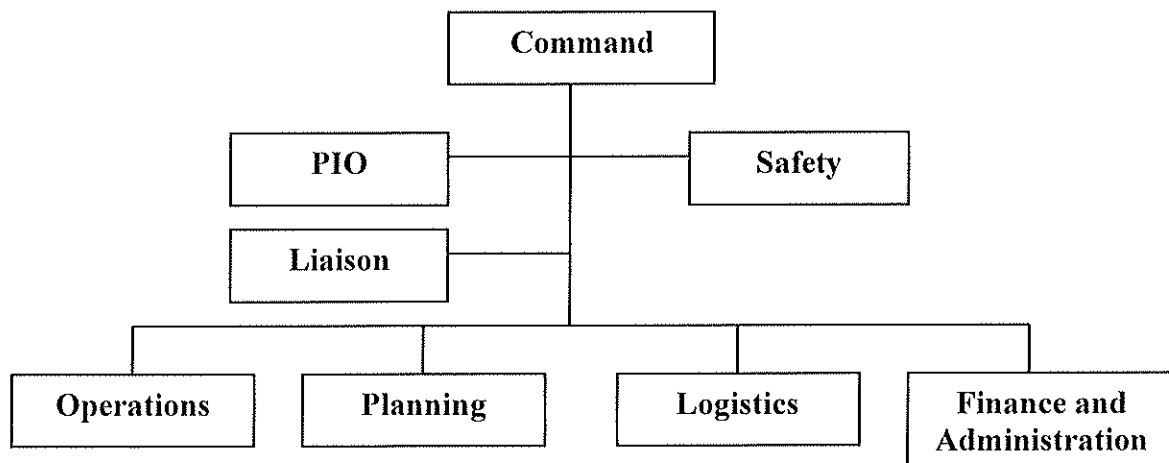 Command
PIO
Safety
Liaison
Operations
Planning
Logistics
Finance and
Administration